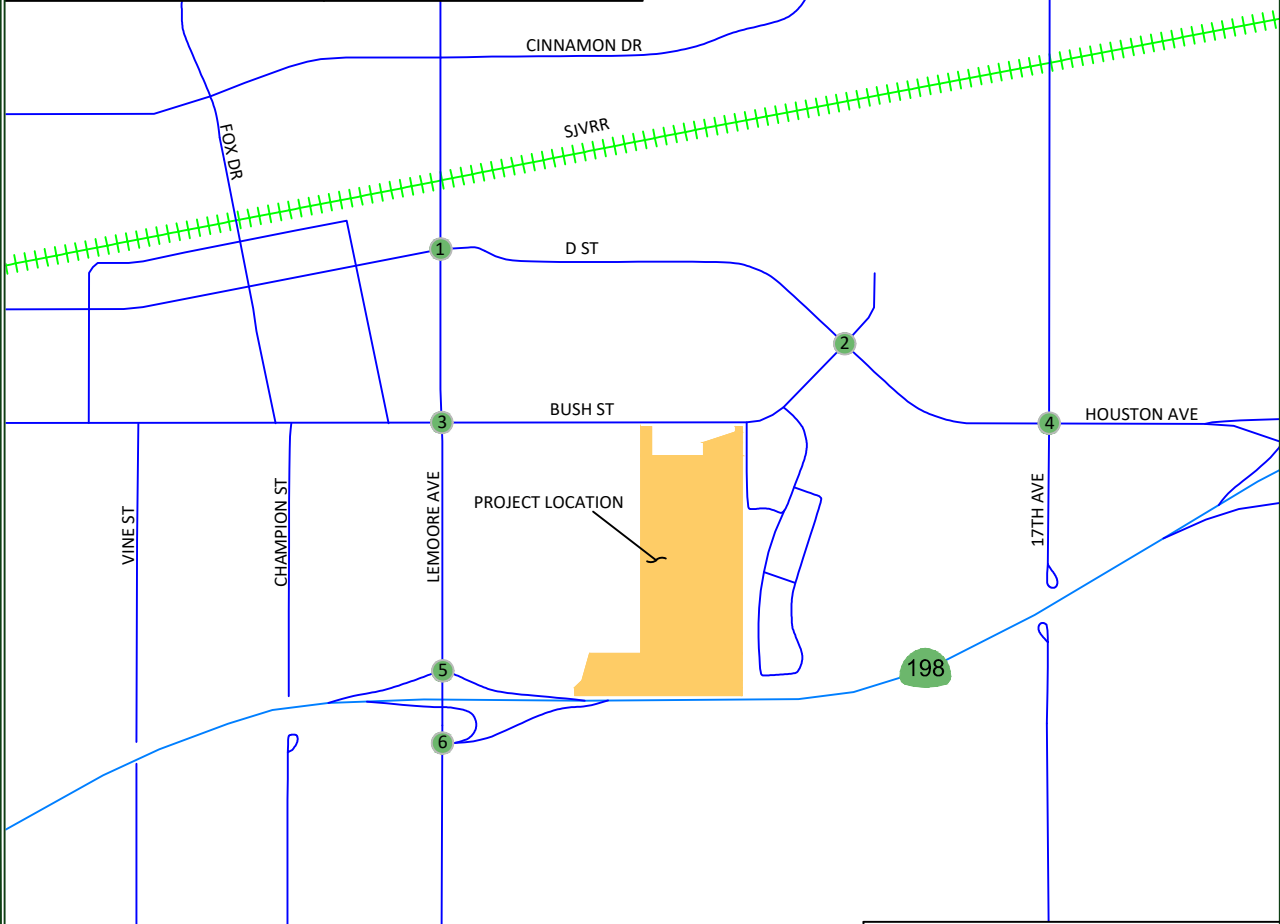 CINNAMON DR
SJVRR
FOX DR
1
D ST
2
BUSH ST
3
HOUSTON AVE
4
PROJECT LOCATION
VINE ST
CHAMPION ST
LEMOORE AVE
17TH AVE
5
198
6